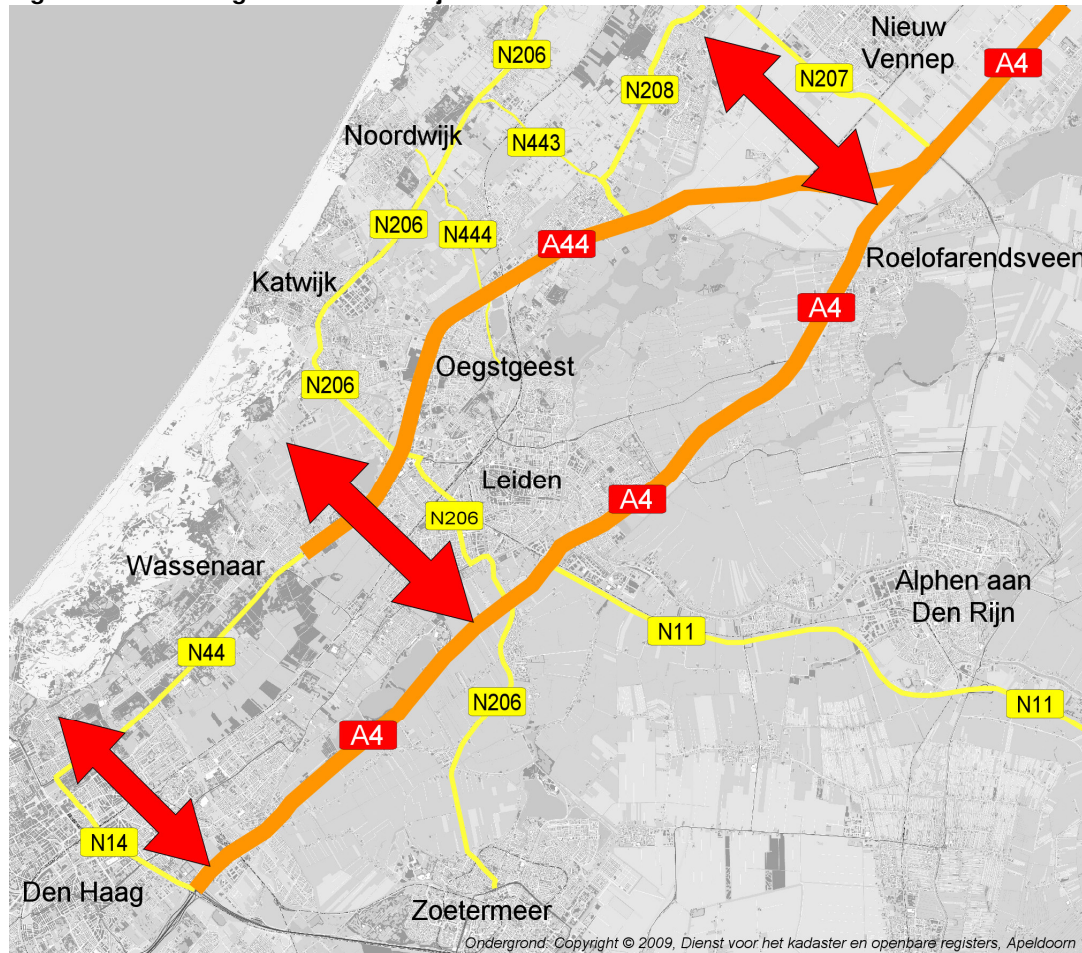 Nieuw
Vennep
A4
N206
N207
N208
Noordwijk
N443
N206
N444
A44
Roelofarendsveen
Katwijk
A4
Oegstgeest
N206
Leiden
A4
N206
Wassenaar
Alphen aan
Den Rijn
N11
N44
N206
N11
A4
N14
Den Haag
Zoetermeer
Ondergrond: Copyright © 2009, Dienst voor het kadaster en openbare registers, Apeldoorn